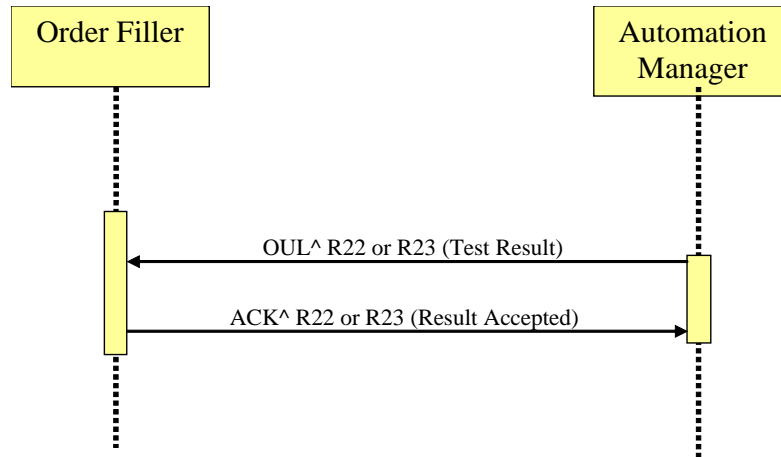 Order Filler
Automation
Manager
OUL^ R22 or R23 (Test Result)
ACK^ R22 or R23 (Result Accepted)